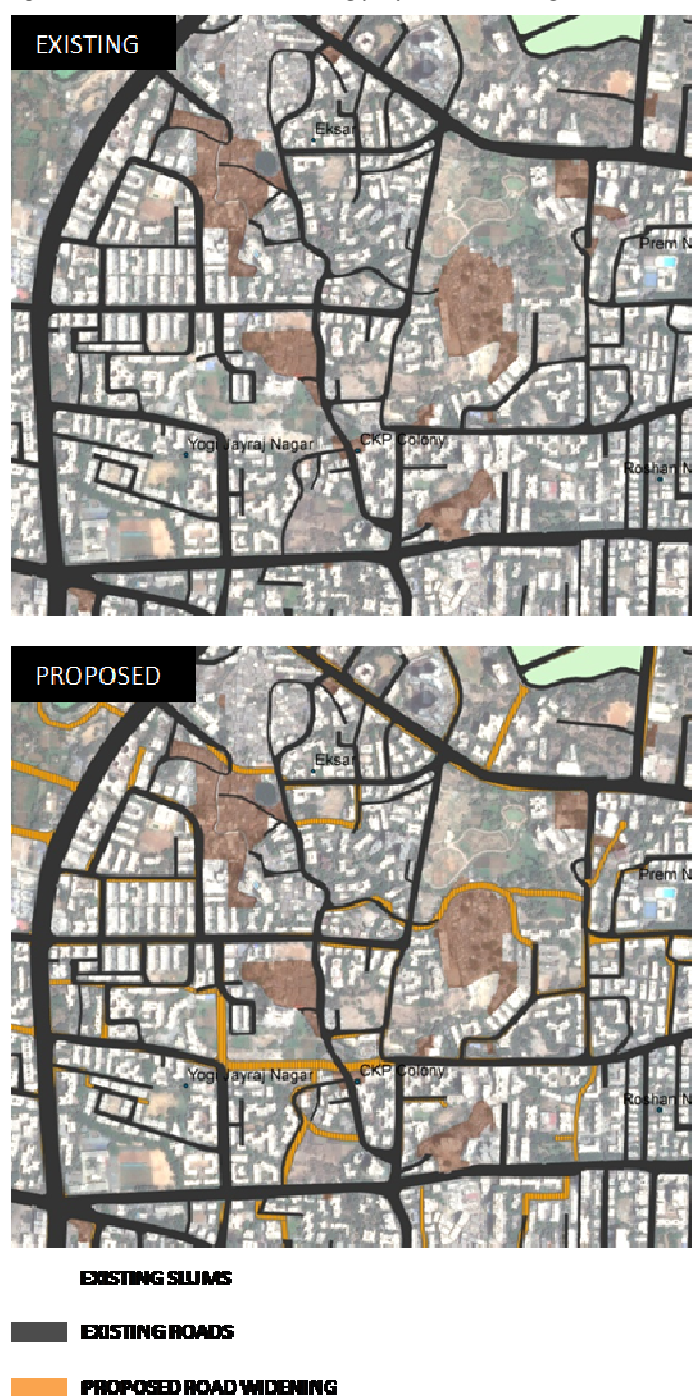 EXISTING
Eksar
Prem N
Yogi Jayraj Nagar
CKP Colony
Roshan N
PROPOSED
Eksar
Prem N
Yogi Jayraj Nagar
CKP Colony
Roshan N
EXISTING SLUMS
EXISTING ROADS
PROPOSED ROAD WIDENING